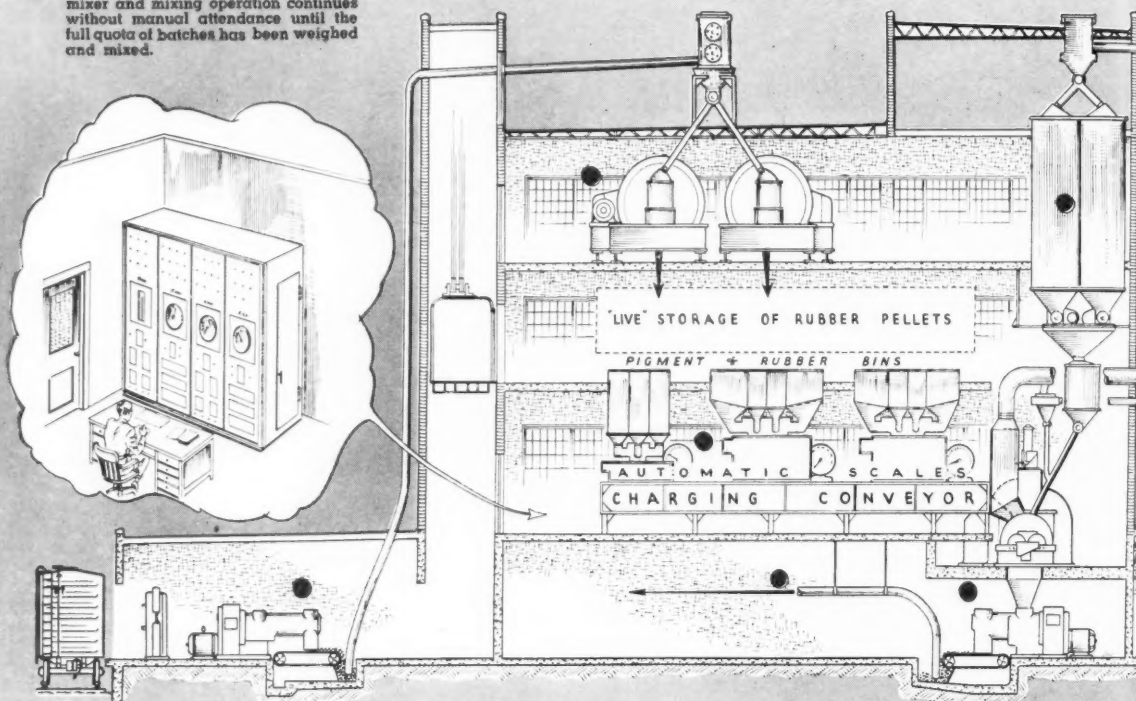 mixer and mixing operation continues
without manual attendance until the
full quota of batches has been weighed
and mixed.
"LIVE" STORAGE OF RUBBER PELLETS
PIGMENT & RUBBER BINS
AUTOMATIC SCALES
CHARGING CONVEYOR